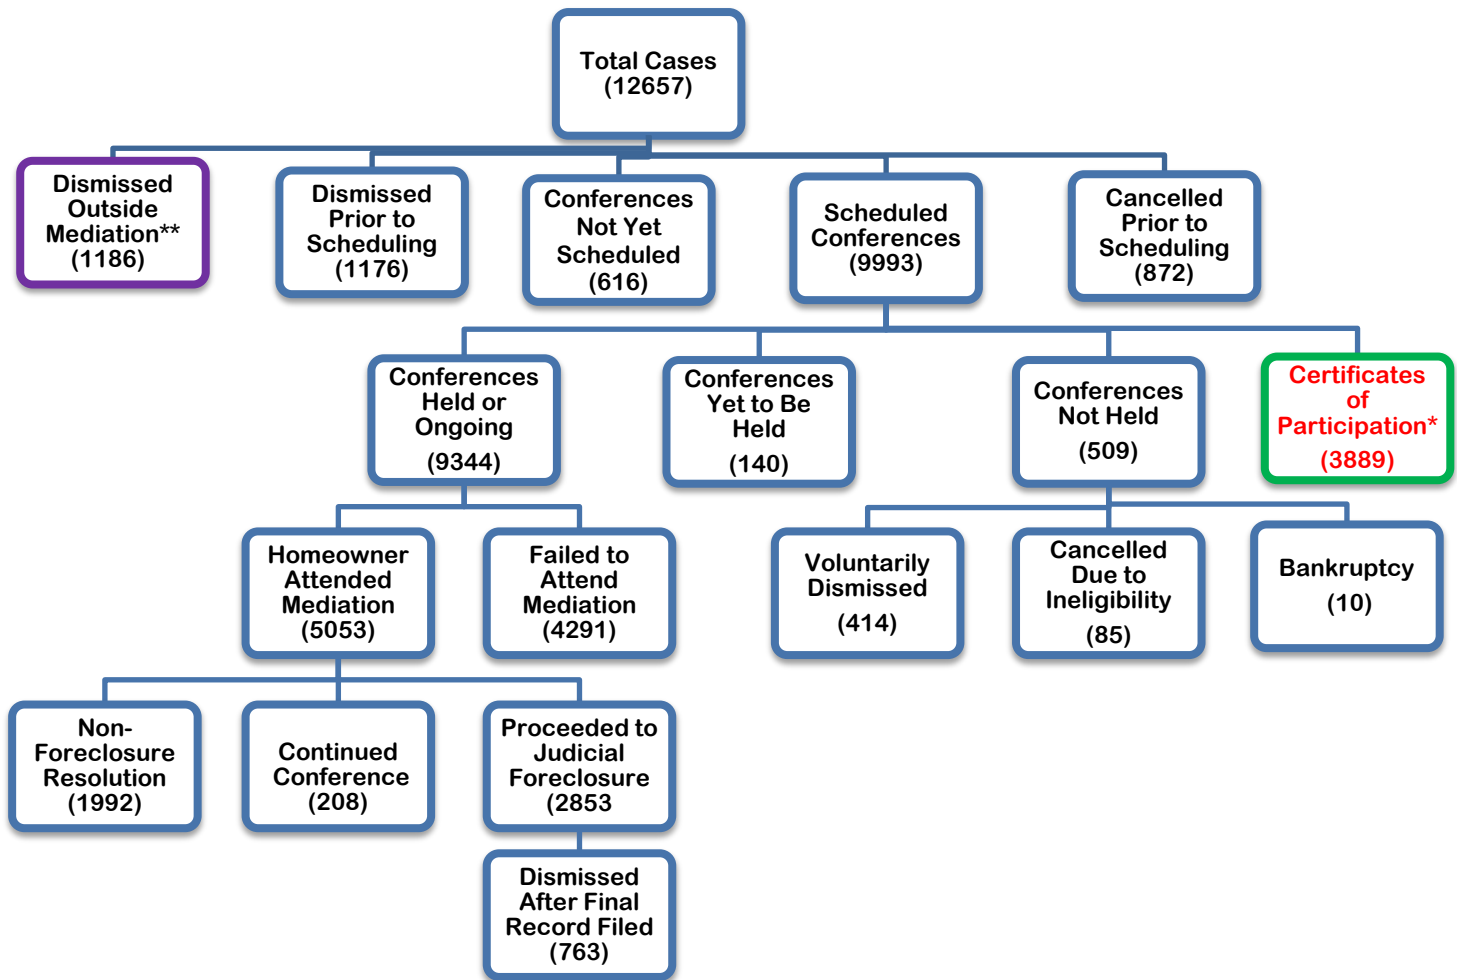 Total Cases
(12657)
Dismissed
Outside
Mediation**
(1186)
Dismissed
Prior to
Scheduling
(1176)
Conferences
Not Yet
Scheduled
(616)
Scheduled
Conferences
(9993)
Cancelled
Prior to
Scheduling
(872)
Conferences
Held or
Ongoing
(9344)
Conferences
Yet to Be
Held
(140)
Conferences
Not Held
(509)
Certificates
of
Participation*
(3889)
Homeowner
Attended
Mediation
(5053)
Failed to
Attend
Mediation
(4291)
Voluntarily
Dismissed
(414)
Cancelled
Due to
Ineligibility
(85)
Bankruptcy
(10)
Non-
Foreclosure
Resolution
(1992)
Continued
Conference
(208)
Proceeded to
Judicial
Foreclosure
(2853
Dismissed
After Final
Record Filed
(763)